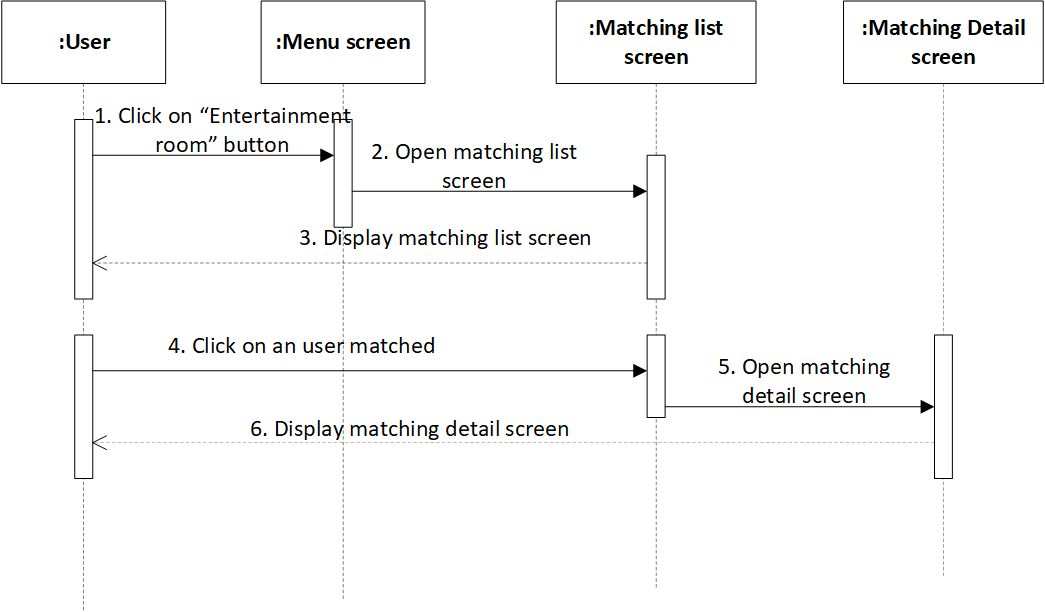 :User
:Menu screen
:Matching list
screen
:Matching Detail
screen
1. Click on “Entertainment
room” button
2. Open matching list
screen
3. Display matching list screen
4. Click on an user matched
5. Open matching
detail screen
6. Display matching detail screen